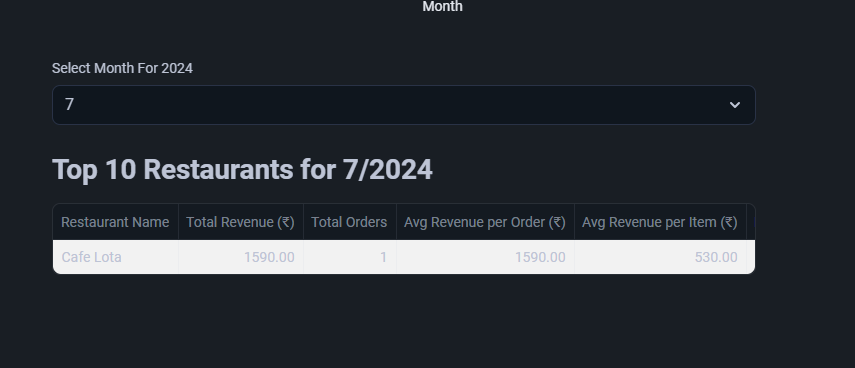 Month
Select Month For 2024
7
Top 10 Restaurants for 7/2024
Restaurant Name Total Revenue (₹) Total Orders Avg Revenue per Order (₹) Avg Revenue per Item (₹)
Cafe Lota 1590.00 1 1590.00 530.00